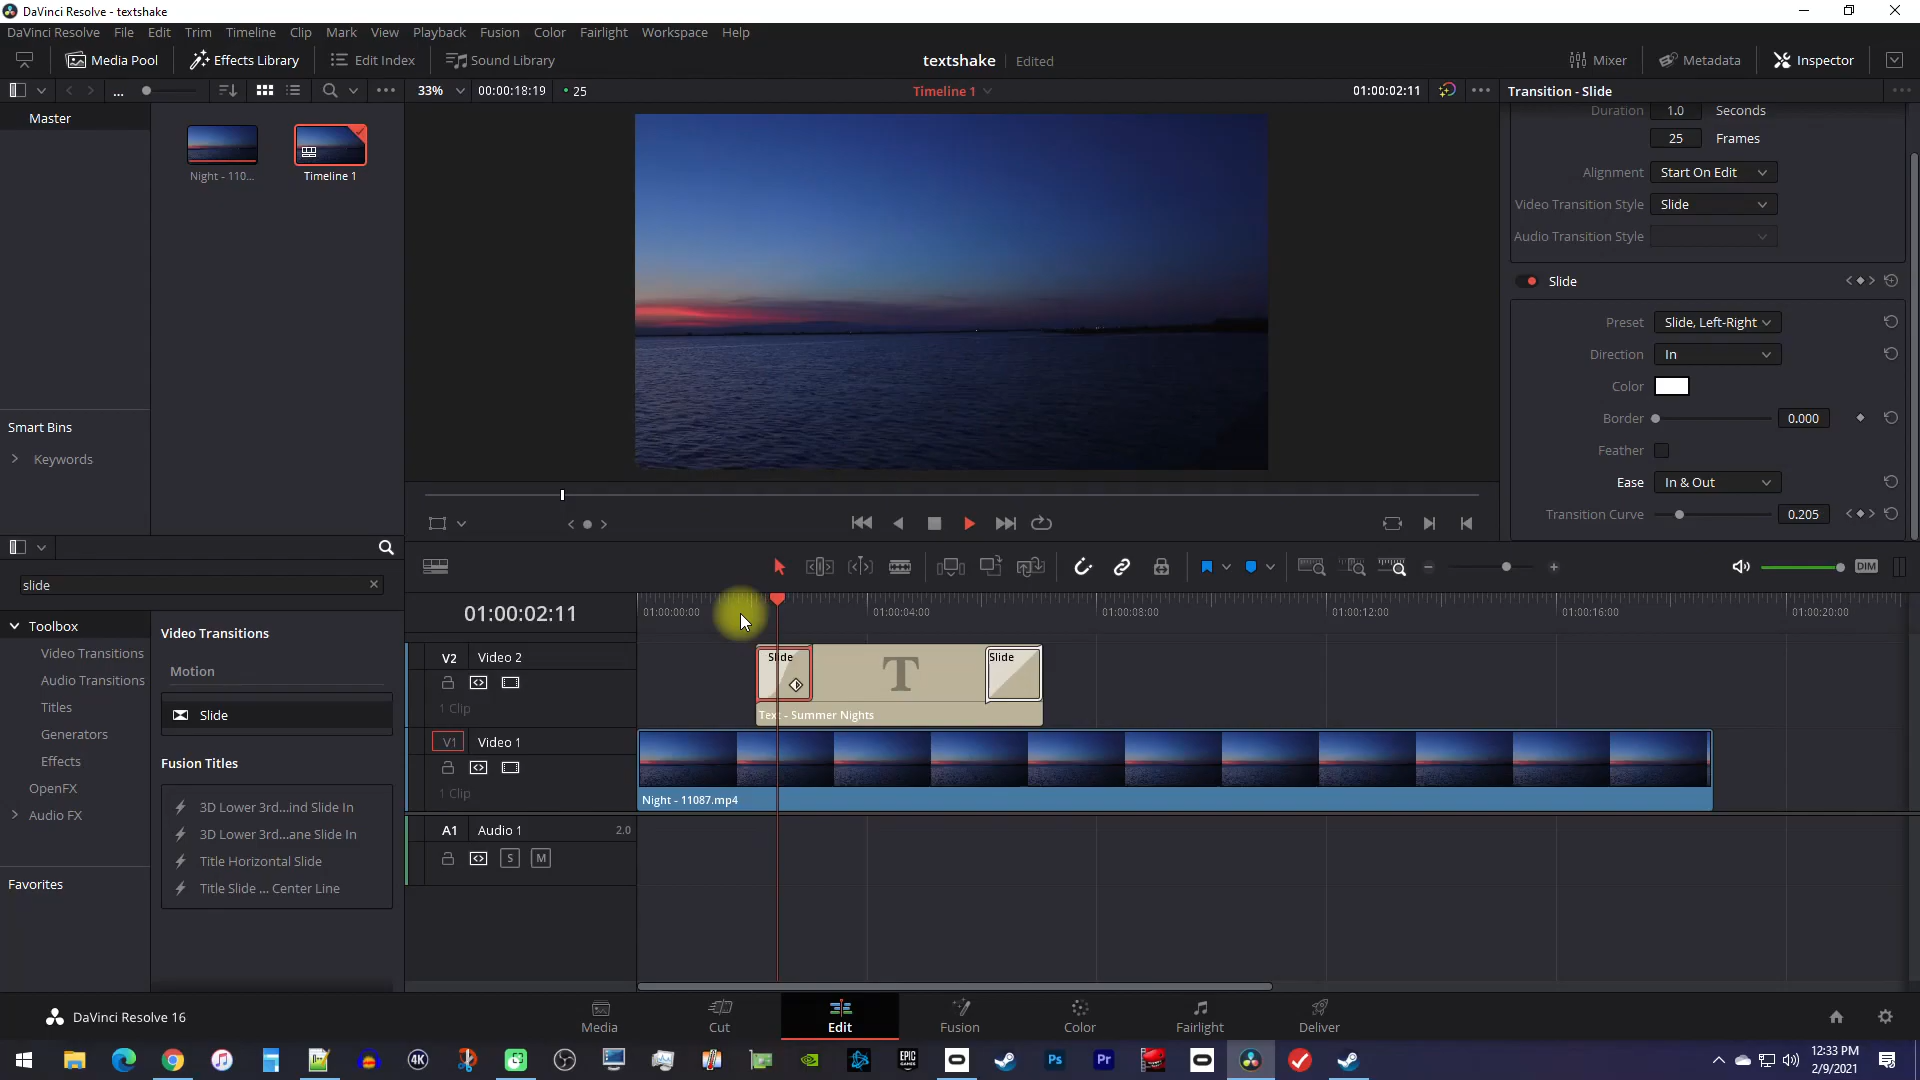 DaVinci Resolve - textshake
DaVinci Resolve File Edit Trim Timeline Clip Mark View Playback Fusion Color Fairlight Workspace Help
Media Pool Effects Library Edit Index Sound Library textshake Edited Mixer Metadata Inspector
... 33% 00:00:18:19 25 Timeline 1 01:00:02:11 Transition - Slide
Master
Night - 110...
Timeline 1
Duration 1.0 Seconds
25 Frames
Alignment Start On Edit
Video Transition Style Slide
Audio Transition Style
Slide
Preset Slide, Left-Right
Direction In
Color
Border 0.000
Feather
Ease In & Out
Transition Curve 0.205
Smart Bins
Keywords
slide
Toolbox
Video Transitions
Audio Transitions
Titles
Generators
Effects
OpenFX
Audio FX
Favorites
Video Transitions
Motion
Slide
Fusion Titles
3D Lower 3rd...ind Slide In
3D Lower 3rd...ane Slide In
Title Horizontal Slide
Title Slide ... Center Line
DIM
01:00:02:11
01:00:00:00 01:00:04:00 01:00:08:00 01:00:12:00 01:00:16:00 01:00:20:00
V2 Video 2
1 Clip
Slide T Slide
Text - Summer Nights
V1 Video 1
1 Clip
Night - 11087.mp4
A1 Audio 1 2.0
S M
DaVinci Resolve 16
Media Cut Edit Fusion Color Fairlight Deliver
4K EPIC GAMES Ps Pr
12:33 PM
2/9/2021